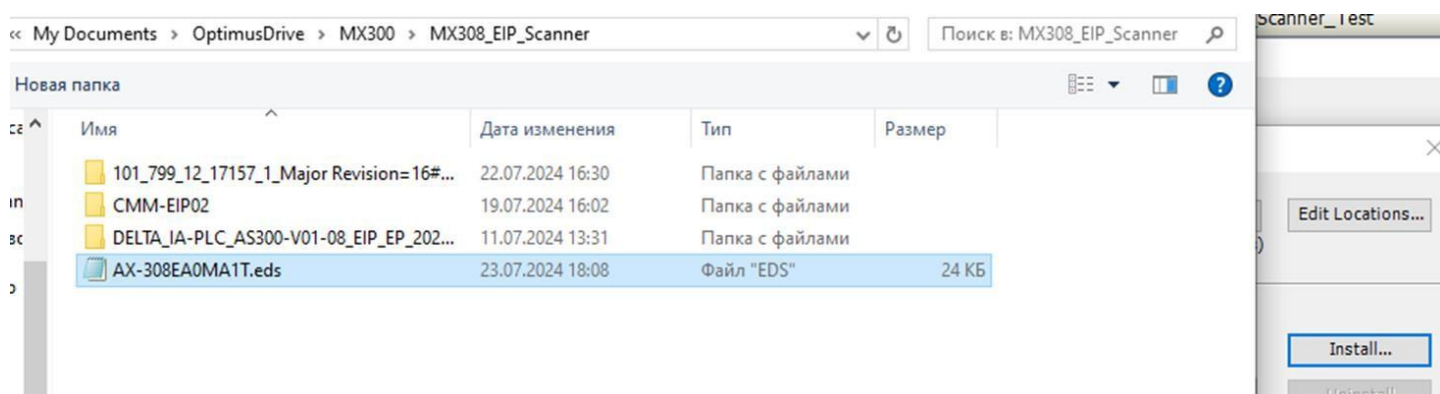 « My Documents › OptimusDrive › MX300 › MX308_EIP_Scanner
Поиск в: MX308_EIP_Scanner
Scanner_Test
Новая папка
Имя Дата изменения Тип Размер
101_799_12_17157_1_Major Revision=16#... 22.07.2024 16:30 Папка с файлами
CMM-EIP02 19.07.2024 16:02 Папка с файлами
Edit Locations...
DELTA_IA-PLC_AS300-V01-08_EIP_EP_202... 11.07.2024 13:31 Папка с файлами
AX-308EA0MA1T.eds 23.07.2024 18:08 Файл "EDS" 24 КБ
Install...
Uninstall